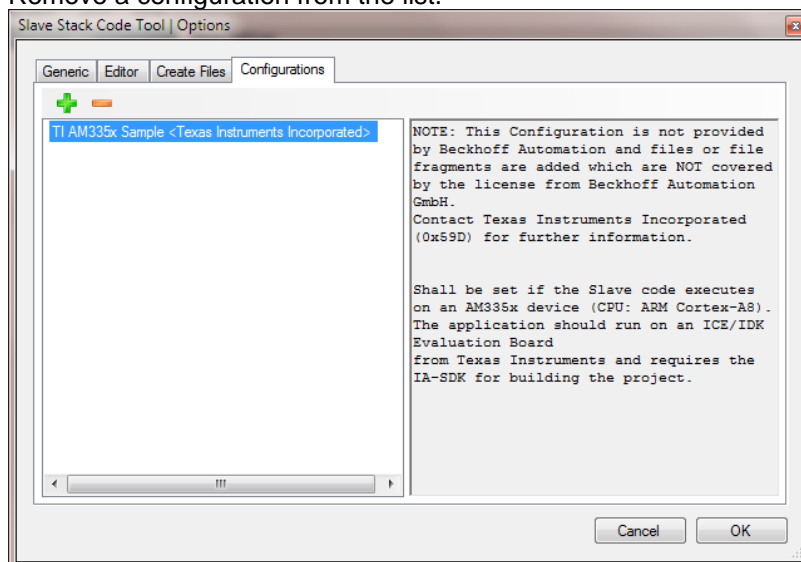 Remove a configuration from the list.
Slave Stack Code Tool | Options
Generic Editor Create Files Configurations
TI AM335x Sample <Texas Instruments Incorporated>
NOTE: This Configuration is not provided
by Beckhoff Automation and files or file
fragments are added which are NOT covered
by the license from Beckhoff Automation
GmbH.
Contact Texas Instruments Incorporated
(0x59D) for further information.
Shall be set if the Slave code executes
on an AM335x device (CPU: ARM Cortex-A8).
The application should run on an ICE/IDK
Evaluation Board
from Texas Instruments and requires the
IA-SDK for building the project.
Cancel OK